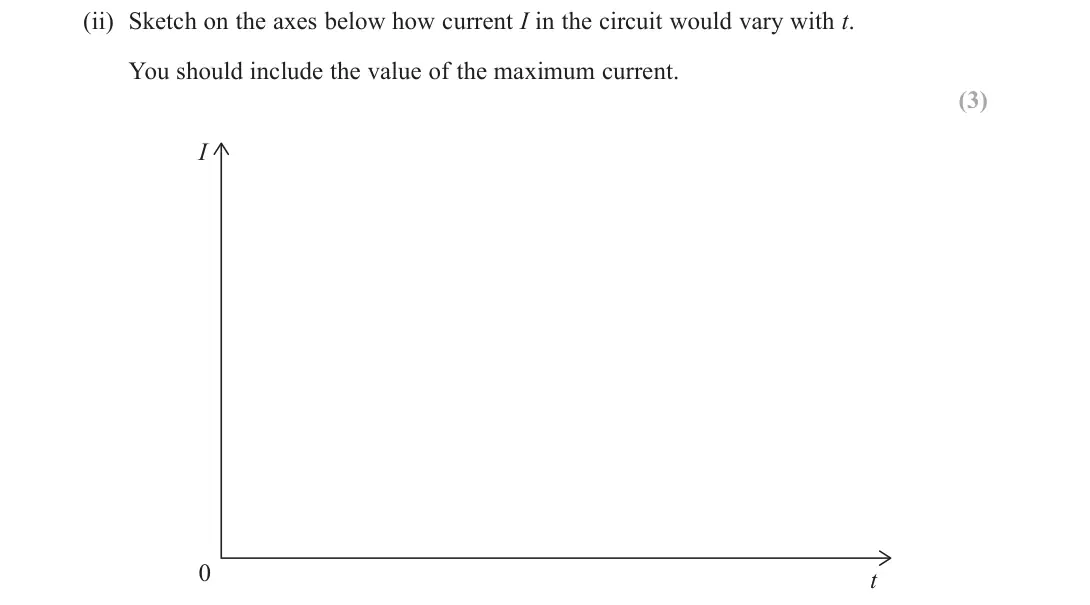 (ii) Sketch on the axes below how current I in the circuit would vary with t.
You should include the value of the maximum current.
(3)
I
0
t